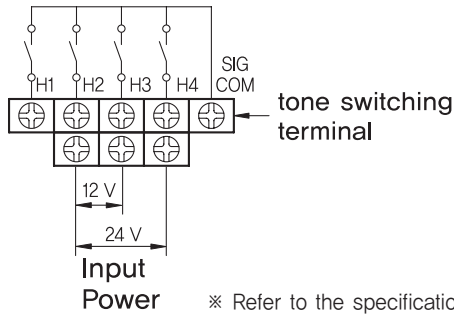 H1 H2 H3 H4 SIG COM
tone switching
terminal
12 V
24 V
Input
Power
※ Refer to the specificatio